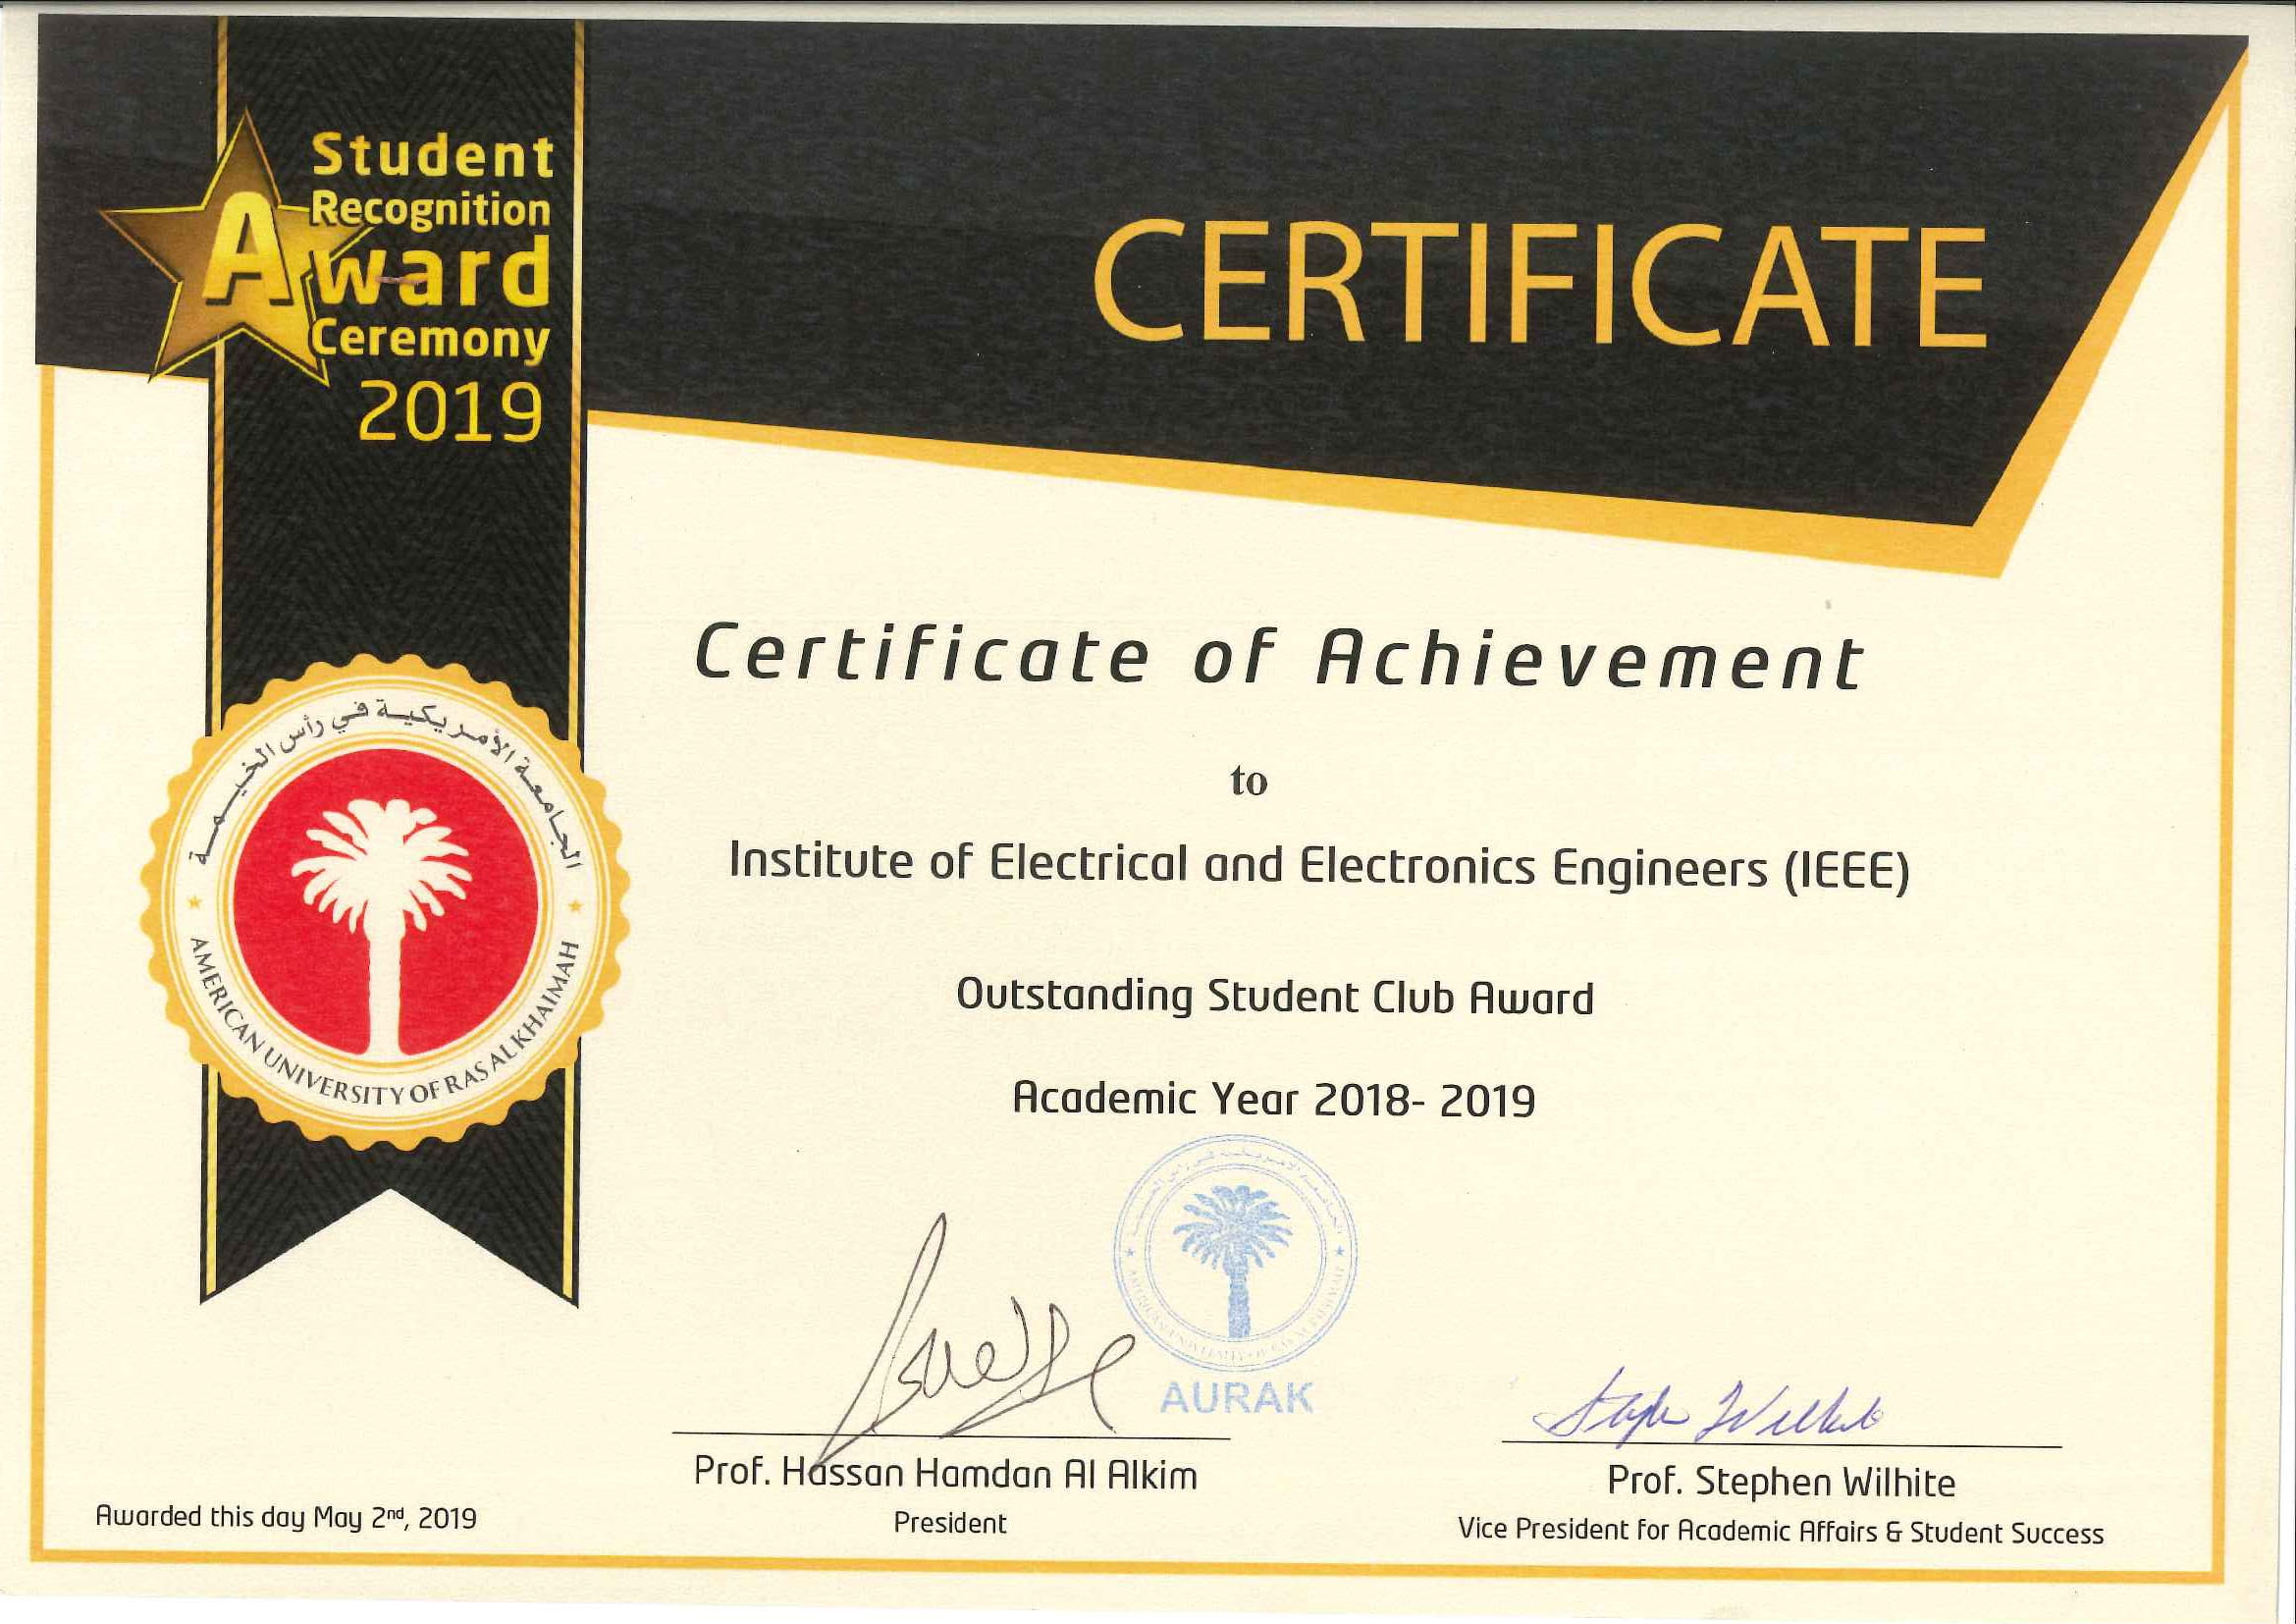 Student
Recognition
Award
Ceremony
2019
CERTIFICATE
Certificate of Achievement
to
Institute of Electrical and Electronics Engineers (IEEE)
Outstanding Student Club Award
Academic Year 2018- 2019
الجامعة الأمريكية في رأس الخيمة
AMERICAN UNIVERSITY OF RAS AL KHAIMAH
AURAK
Prof. Hassan Hamdan Al Alkim
President
Prof. Stephen Wilhite
Vice President for Academic Affairs & Student Success
Awarded this day May 2nd, 2019